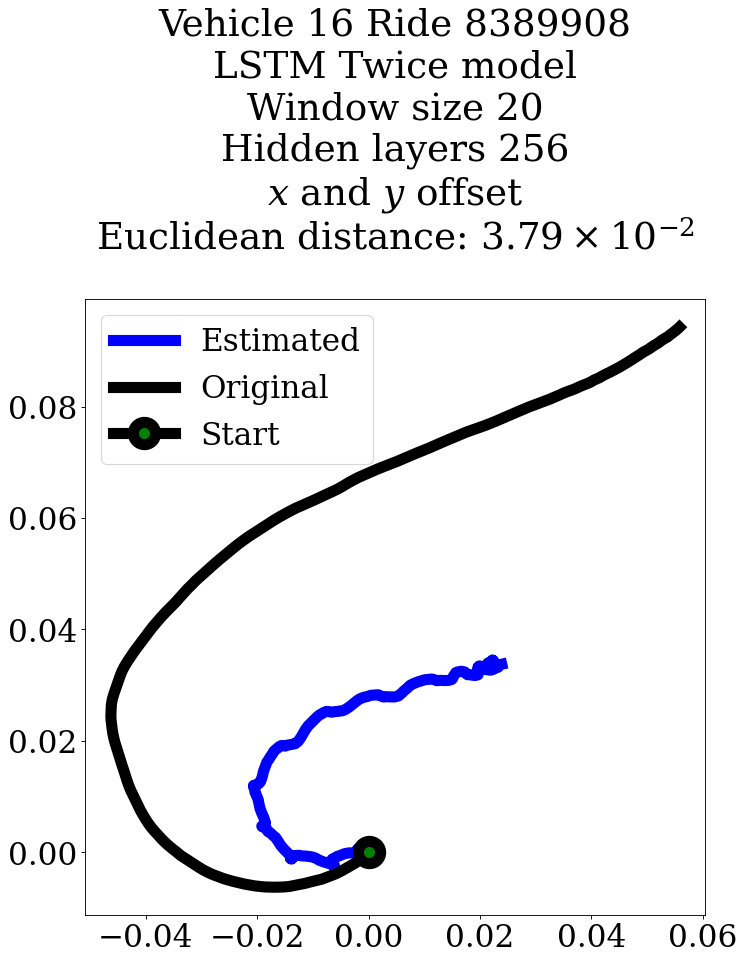 Vehicle 16 Ride 8389908
LSTM Twice model
Window size 20
Hidden layers 256
x and y offset
Euclidean distance: 3.79 × 10⁻²
Estimated
Original
Start
0.08
0.06
0.04
0.02
0.00
−0.04 −0.02 0.00 0.02 0.04 0.06